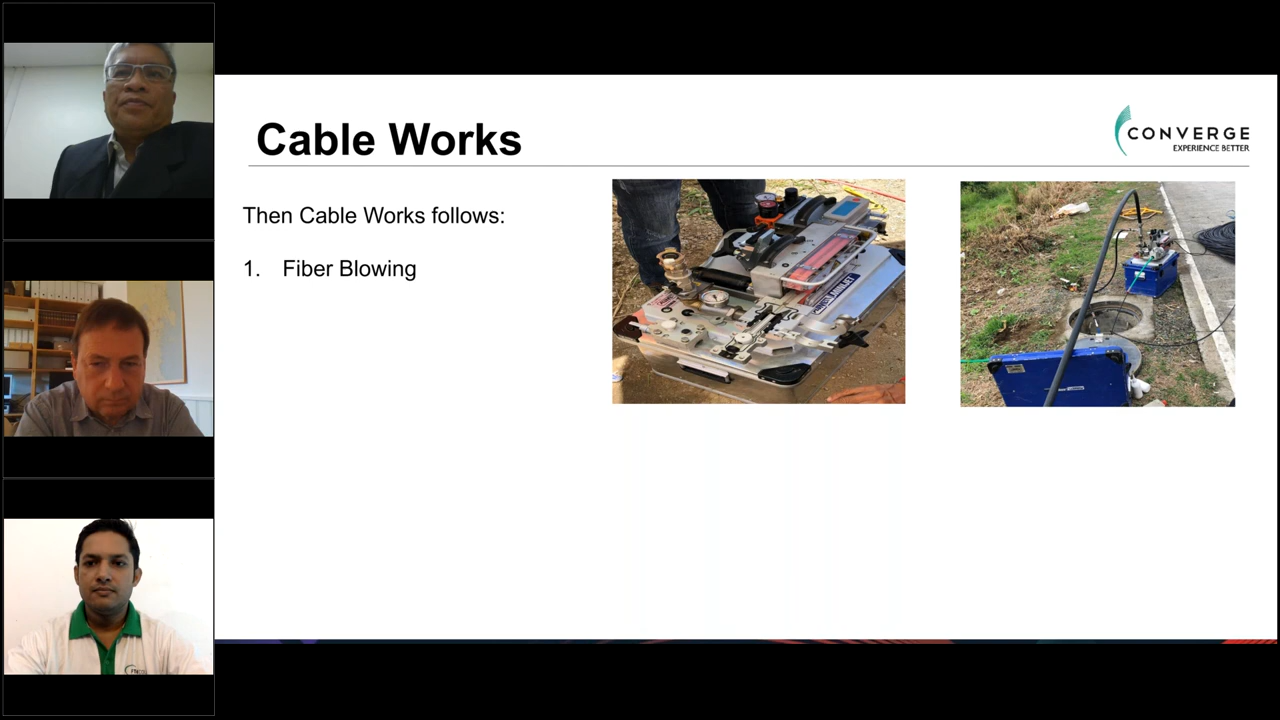 Cable Works
CONVERGE
EXPERIENCE BETTER
Then Cable Works follows:
1. Fiber Blowing